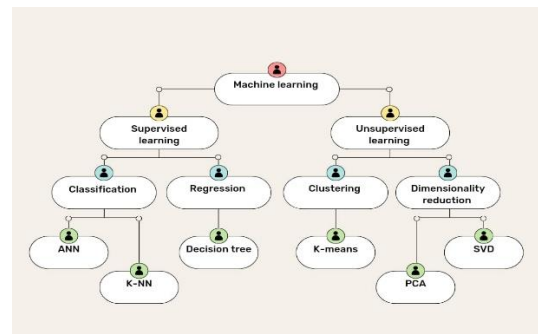 Machine learning
Supervised
learning
Unsupervised
learning
Classification
Regression
Clustering
Dimensionality
reduction
ANN
K-NN
Decision tree
K-means
PCA
SVD